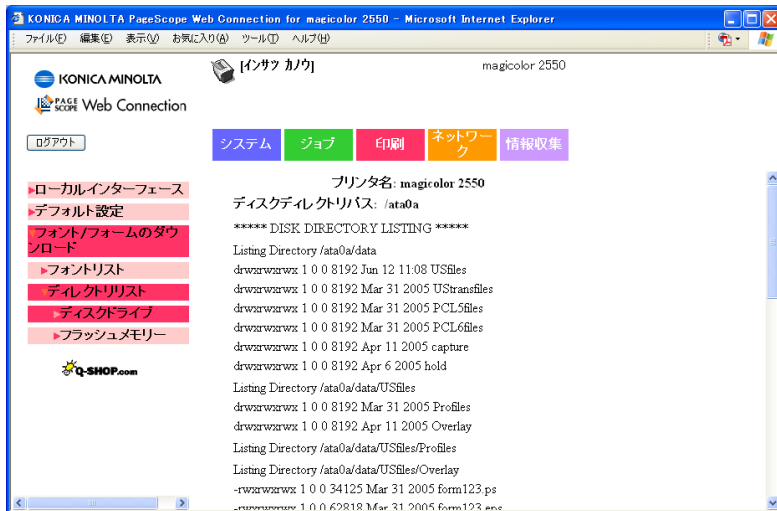 KONICA MINOLTA PageScope Web Connection for magicolor 2550 - Microsoft Internet Explorer
ファイル(F) 編集(E) 表示(V) お気に入り(A) ツール(T) ヘルプ(H)
KONICA MINOLTA
PAGE SCOPE Web Connection
[インサツ カノウ]
magicolor 2550
ログアウト
システム
ジョブ
印刷
ネットワー
ク
情報収集
ローカルインターフェース
デフォルト設定
フォント/フォームのダウ
ンロード
フォントリスト
ディレクトリリスト
ディスクドライブ
フラッシュメモリー
Q-SHOP.com
プリンタ名: magicolor 2550
ディスクディレクトリパス: /ata0a
***** DISK DIRECTORY LISTING *****
Listing Directory /ata0a/data
drwxrwxrwx 1 0 0 8192 Jun 12 11:08 USfiles
drwxrwxrwx 1 0 0 8192 Mar 31 2005 UStransfiles
drwxrwxrwx 1 0 0 8192 Mar 31 2005 PCL5files
drwxrwxrwx 1 0 0 8192 Mar 31 2005 PCL6files
drwxrwxrwx 1 0 0 8192 Apr 11 2005 capture
drwxrwxrwx 1 0 0 8192 Apr 6 2005 hold
Listing Directory /ata0a/data/USfiles
drwxrwxrwx 1 0 0 8192 Mar 31 2005 Profiles
drwxrwxrwx 1 0 0 8192 Apr 11 2005 Overlay
Listing Directory /ata0a/data/USfiles/Profiles
Listing Directory /ata0a/data/USfiles/Overlay
-rwxrwxrwx 1 0 0 34125 Mar 31 2005 form123.ps
-rwxrwxrwx 1 0 0 62818 Mar 31 2005 form123.eps